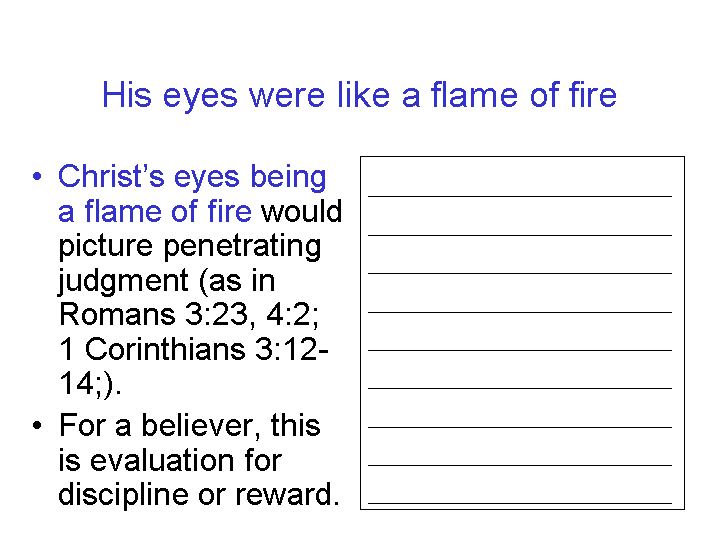 His eyes were like a flame of fire
• Christ’s eyes being
a flame of fire would
picture penetrating
judgment (as in
Romans 3:23, 4:2;
1 Corinthians 3:12-
14;).
• For a believer, this
is evaluation for
discipline or reward.